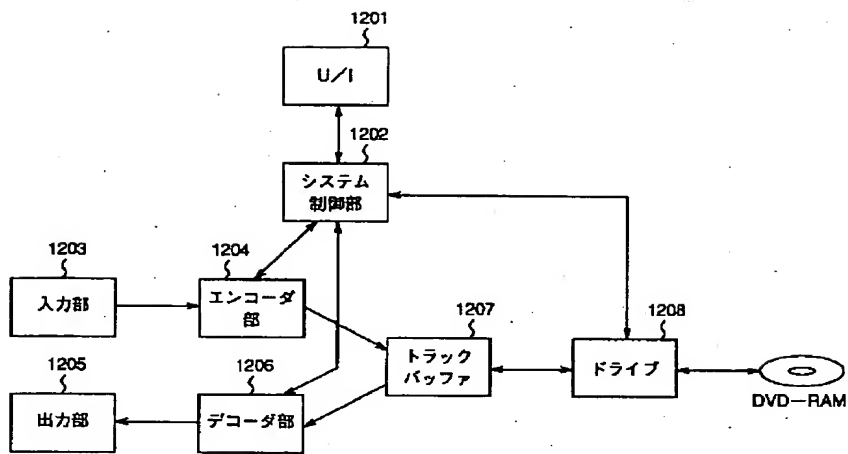 1201
U/I
1202
システム
制御部
1203
入力部
1204
エンコーダ
部
1205
出力部
1206
デコーダ部
1207
トラック
バッファ
1208
ドライブ
DVD-RAM